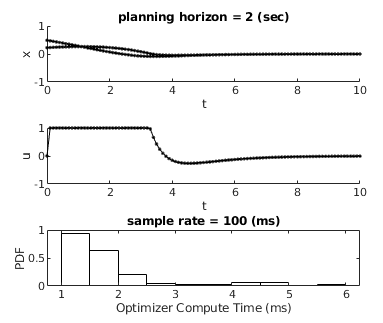 planning horizon = 2 (sec)
1
x
0
-1
0 2 4 6 8 10
t
1
u
0
-1
0 2 4 6 8 10
t
sample rate = 100 (ms)
1
PDF
0.5
0
1 2 3 4 5 6
Optimizer Compute Time (ms)